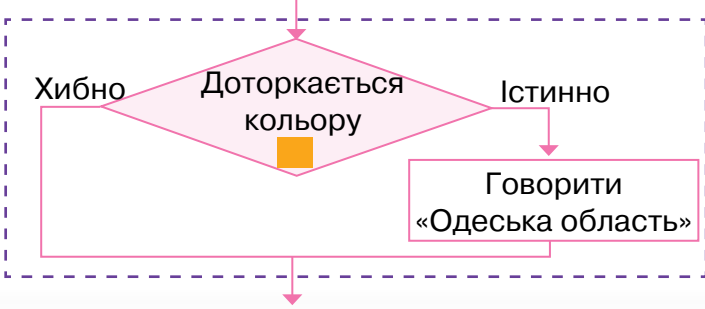 Хибно
Доторкається
кольору
Істинно
Говорити
«Одеська область»